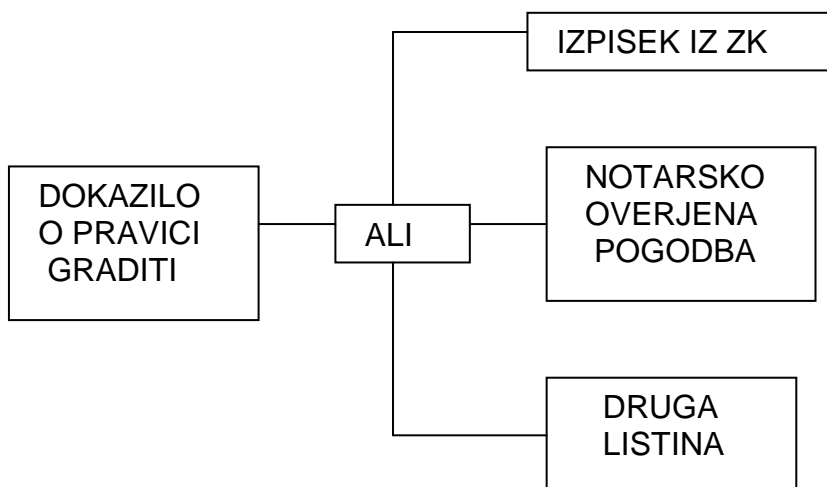 IZPISEK IZ ZK
DOKAZILO
O PRAVICI
GRADITI
ALI
NOTARSKO
OVERJENA
POGODBA
DRUGA
LISTINA